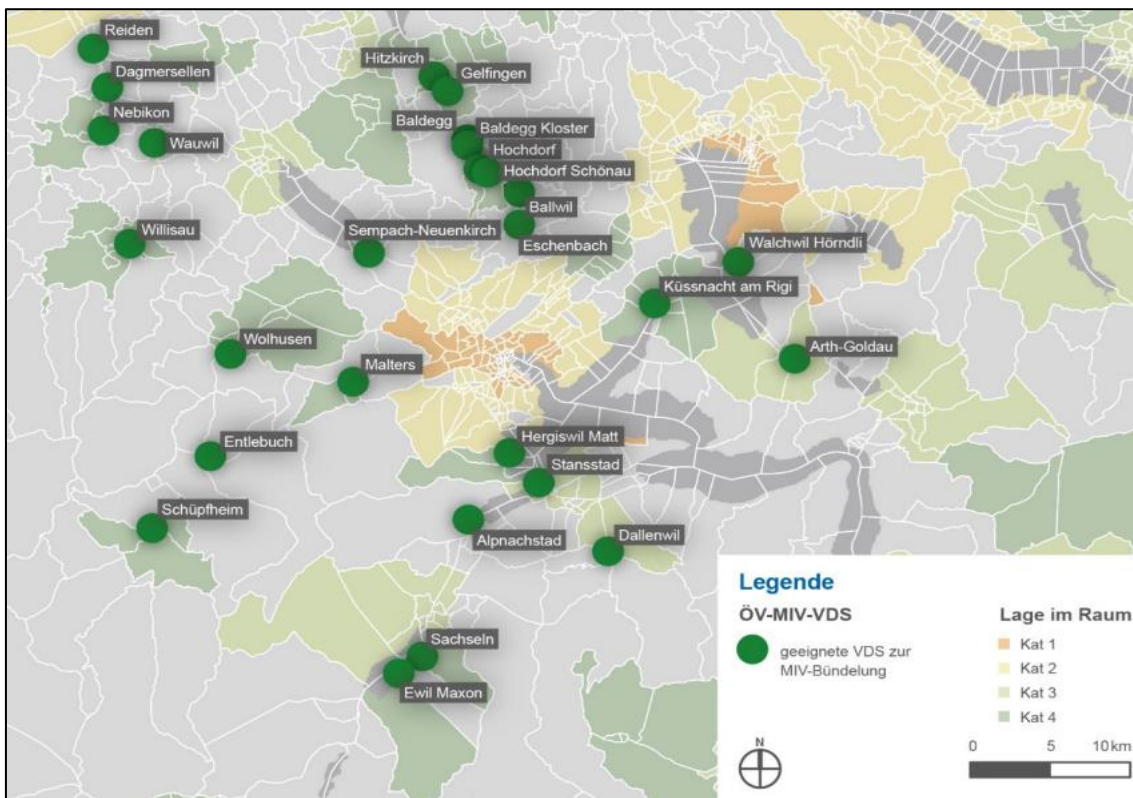 Reiden
Dagmersellen
Nebikon
Wauwil
Hitzkirch
Gelfingen
Baldegg
Baldegg Kloster
Hochdorf
Hochdorf Schönau
Ballwil
Eschenbach
Willisau
Sempach-Neuenkirch
Walchwil Hörndli
Küssnacht am Rigi
Arth-Goldau
Wolhusen
Malters
Entlebuch
Hergiswil Matt
Stansstad
Schüpfheim
Alpnachstad
Dallenwil
Sachseln
Ewil Maxon
Legende
ÖV-MIV-VDS
geeignete VDS zur
MIV-Bündelung
Lage im Raum
Kat 1
Kat 2
Kat 3
Kat 4
N
0 5 10 km